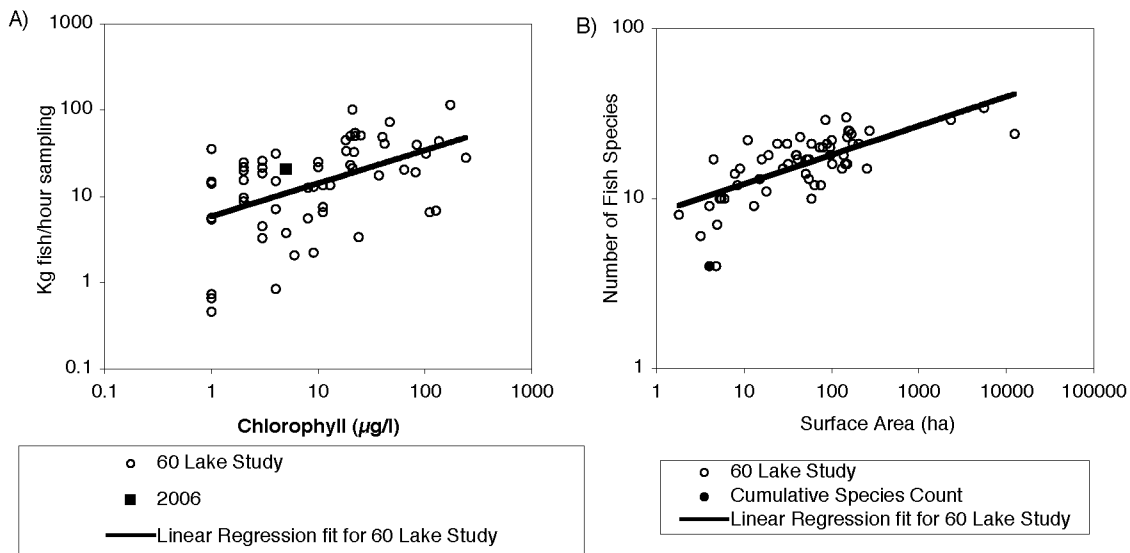 A)
1000
100
10
1
0.1
Kg fish/hour sampling
0.1 1 10 100 1000
Chlorophyll (µg/l)
60 Lake Study
2006
Linear Regression fit for 60 Lake Study
B)
100
10
1
Number of Fish Species
1 10 100 1000 10000 100000
Surface Area (ha)
60 Lake Study
Cumulative Species Count
Linear Regression fit for 60 Lake Study